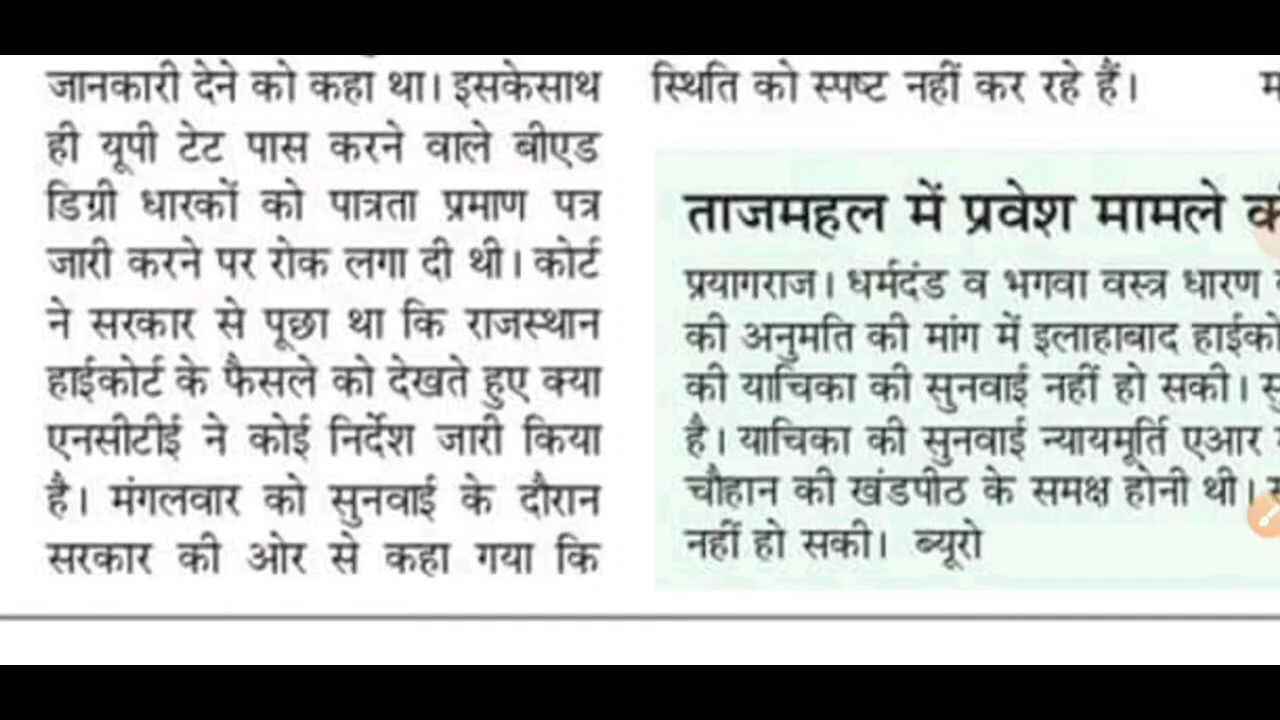 जानकारी देने को कहा था। इसकेसाथ
ही यूपी टेट पास करने वाले बीएड
डिग्री धारकों को पात्रता प्रमाण पत्र
जारी करने पर रोक लगा दी थी। कोर्ट
ने सरकार से पूछा था कि राजस्थान
हाईकोर्ट के फैसले को देखते हुए क्या
एनसीटीई ने कोई निर्देश जारी किया
है। मंगलवार को सुनवाई के दौरान
सरकार की ओर से कहा गया कि
स्थिति को स्पष्ट नहीं कर रहे हैं।
ताजमहल में प्रवेश मामले
प्रयागराज। धर्मदंड व भगवा वस्त्र धारण
की अनुमति की मांग में इलाहाबाद
की याचिका की सुनवाई नहीं हो सकी।
है। याचिका की सुनवाई न्यायमूर्ति एआर
चौहान की खंडपीठ के समक्ष होनी थी।
नहीं हो सकी। ब्यूरो